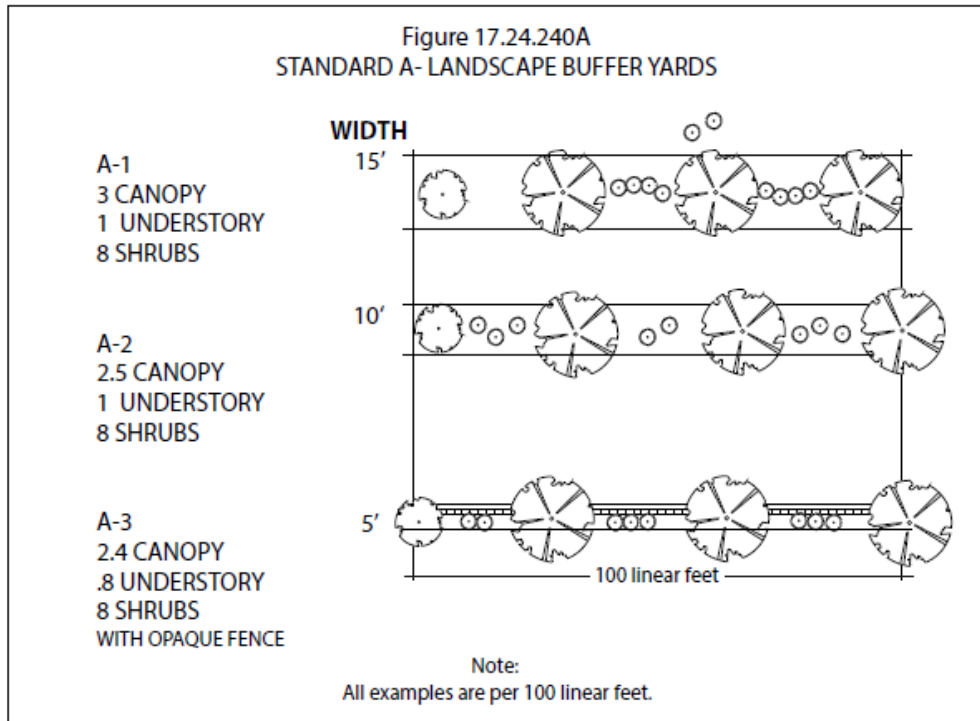 Figure 17.24.240A
STANDARD A- LANDSCAPE BUFFER YARDS
WIDTH
15'
A-1
3 CANOPY
1 UNDERSTORY
8 SHRUBS
10'
A-2
2.5 CANOPY
1 UNDERSTORY
8 SHRUBS
5'
A-3
2.4 CANOPY
.8 UNDERSTORY
8 SHRUBS
WITH OPAQUE FENCE
100 linear feet
Note:
All examples are per 100 linear feet.